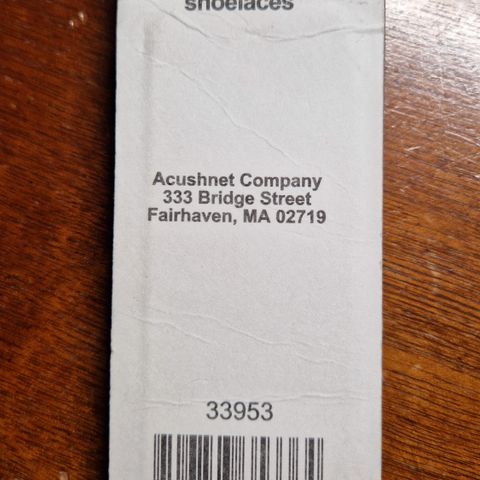 shoelaces
Acushnet Company
333 Bridge Street
Fairhaven, MA 02719
33953